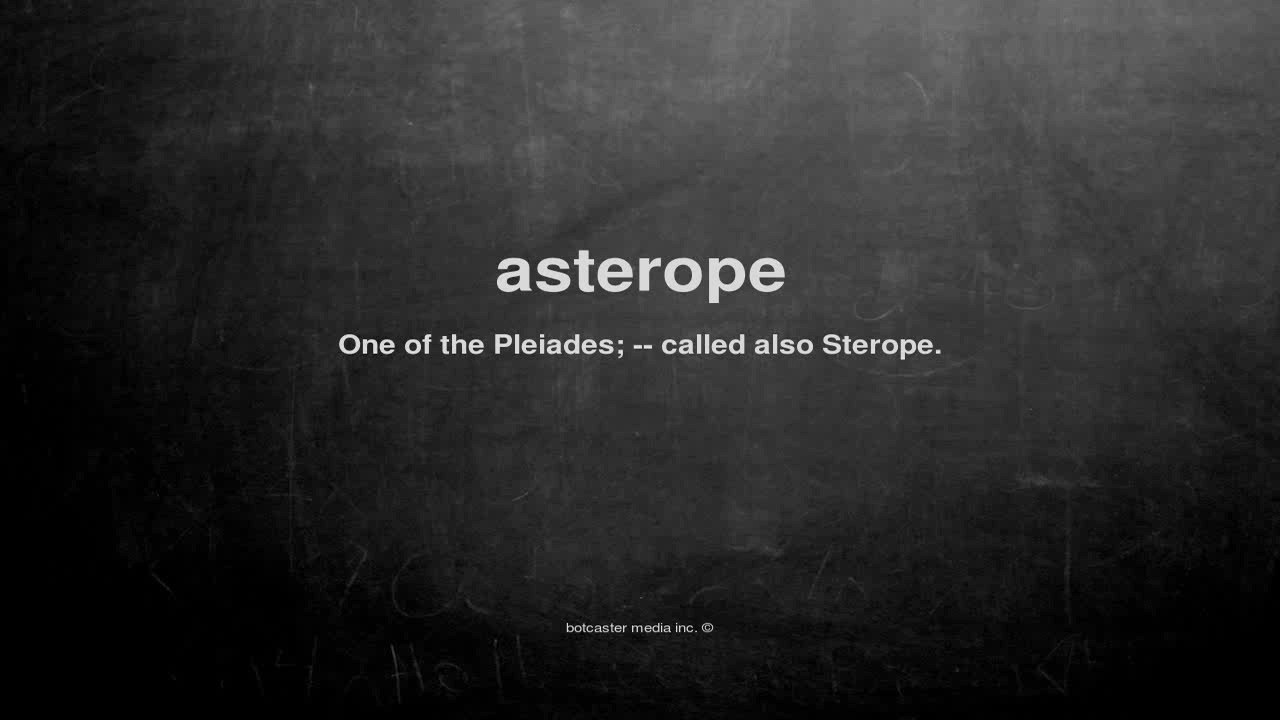 asterope
One of the Pleiades; -- called also Sterope.
botcaster media inc. ©